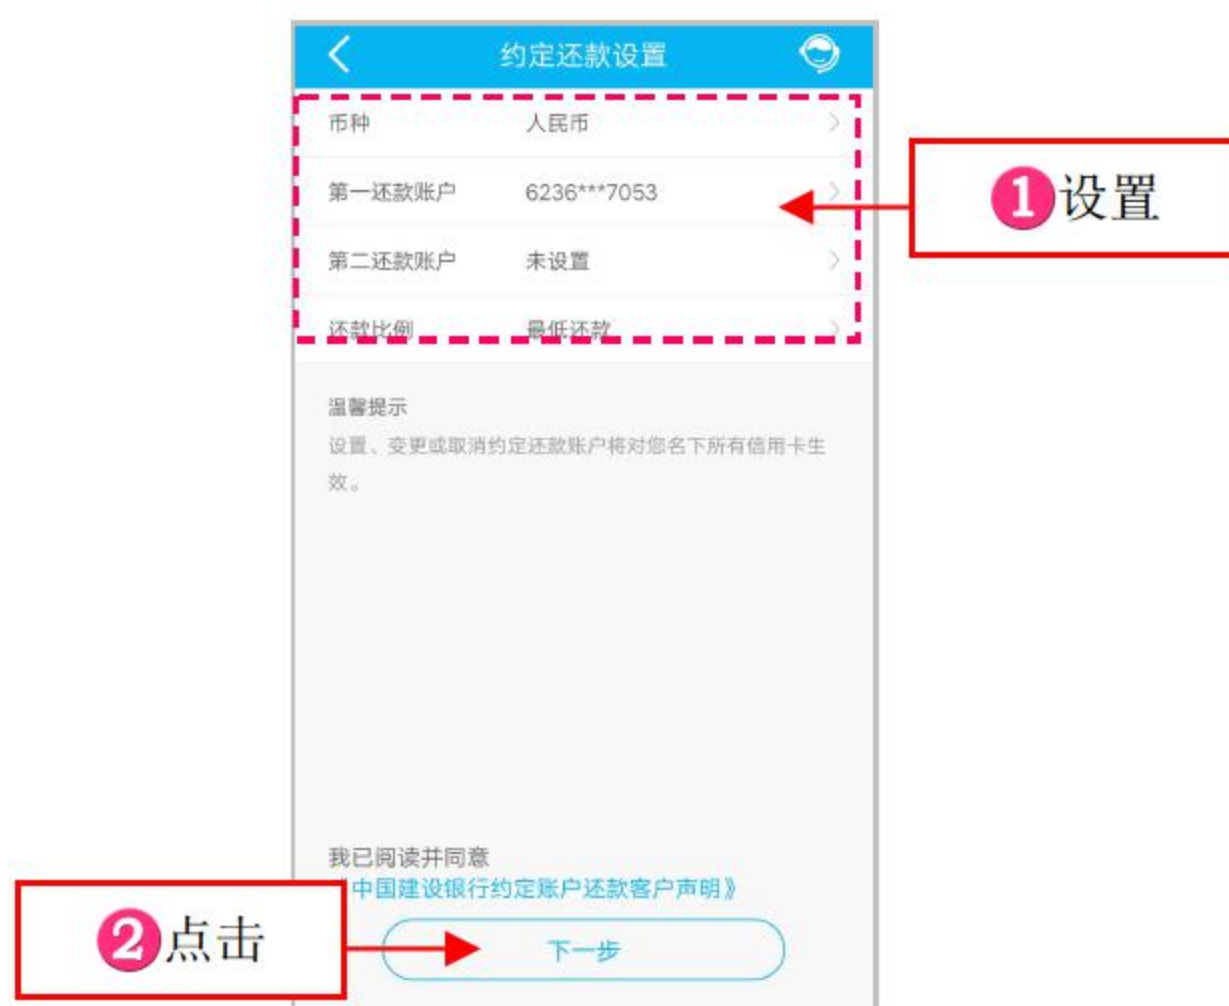 约定还款设置
币种 人民币
第一还款账户 6236***7053
❶设置
第二还款账户 未设置
还款比例 最低还款
温馨提示
设置、变更或取消约定还款账户将对您名下所有信用卡生
效。
我已阅读并同意
《中国建设银行约定账户还款客户声明》
❷点击
下一步